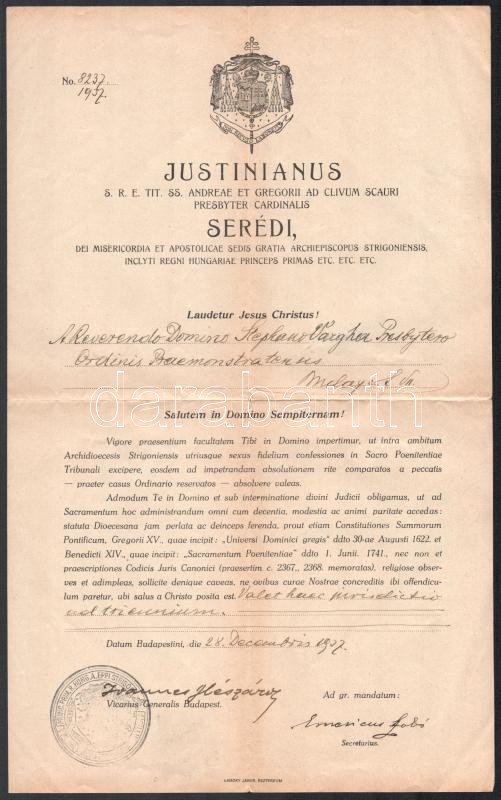 No. 8237.
1937.
JUSTINIANUS
S. R. E. TIT. SS. ANDREAE ET GREGORII AD CLIVUM SCAURI
PRESBYTER CARDINALIS
SERÉDI,
DEI MISERICORDIA ET APOSTOLICAE SEDIS GRATIA ARCHIEPISCOPUS STRIGONIENSIS,
INCLYTI REGNI HUNGARIAE PRINCEPS PRIMAS ETC. ETC. ETC.
Laudetur Jesus Christus!
A. Reverendo Domino Stephano Vargha Presbytero
Ordinis Praemonstratensis
darabanth
Salutem in Domino Sempiternam!
Vigore praesentium facultatem Tibi in Domino impertimur, ut intra ambitum
Archidioecesis Strigoniensis utriusque sexus fidelium confessiones in Sacro Poenitentiae
Tribunali excipere, eosdem ad impetrandam absolutionem rite comparatos a peccatis
— praeter casus Ordinario reservatos — absolvere valeas.
Admodum Te in Domino et sub interminatione divini Judicii obligamus, ut ad
Sacramentum hoc administrandum omni cum decentia, modestia ac animi puritate accedas:
statuta Dioecesana jam perlata ac deinceps ferenda, prout etiam Constitutiones Summorum
Pontificum, Gregory XV., quae incipit: „Universi Dominici gregis" ddto 30-ae Augusti 1622. et
Benedicti XIV., quae incipit: „Sacramentum Poenitentiae" ddto 1. Junii. 1741., nec non et
praescriptiones Codicis Juris Canonici (praesertim c. 2367., 2368. memoratas), religiose obser-
ves et adimpleas, sollicite denique caveas, ne ovibus curae Nostrae concreditis ibi offendicu-
lum paretur, ubi salus a Christo posita est. Valet haec jurisdictio
ad triennium.
Datum Budapestini, die 28. Decembris 1937.
Ioannes Mészáros
Vicarius Generalis Budapest.
Ad gr. mandatum:
Emericus
Secretarius.